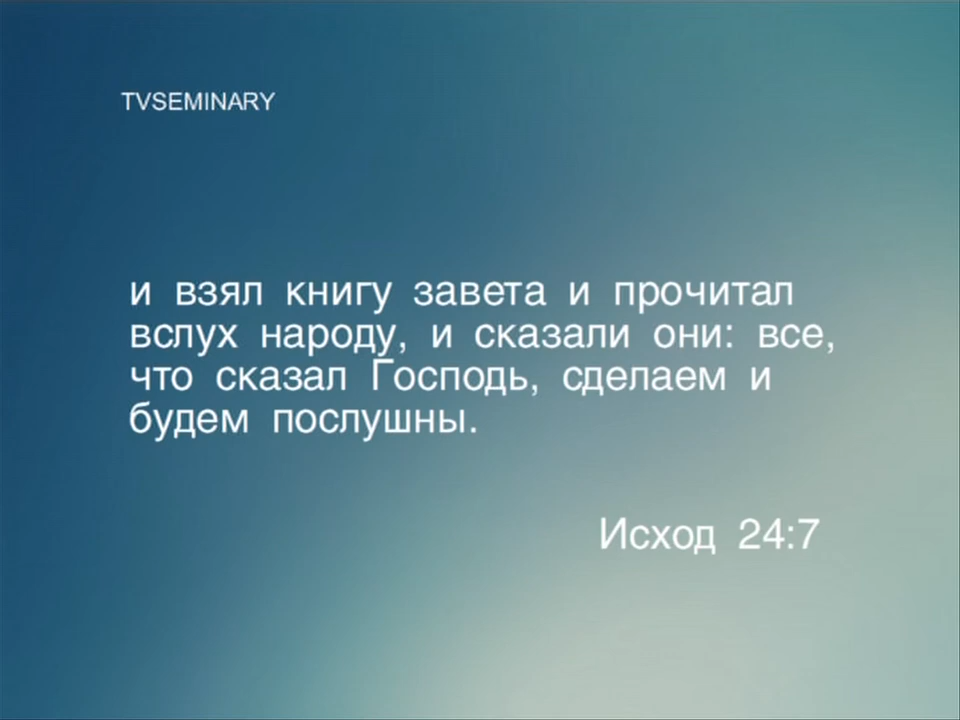 TVSEMINARY
и взял книгу завета и прочитал
вслух народу, и сказали они: все,
что сказал Господь, сделаем и
будем послушны.
Исход 24:7